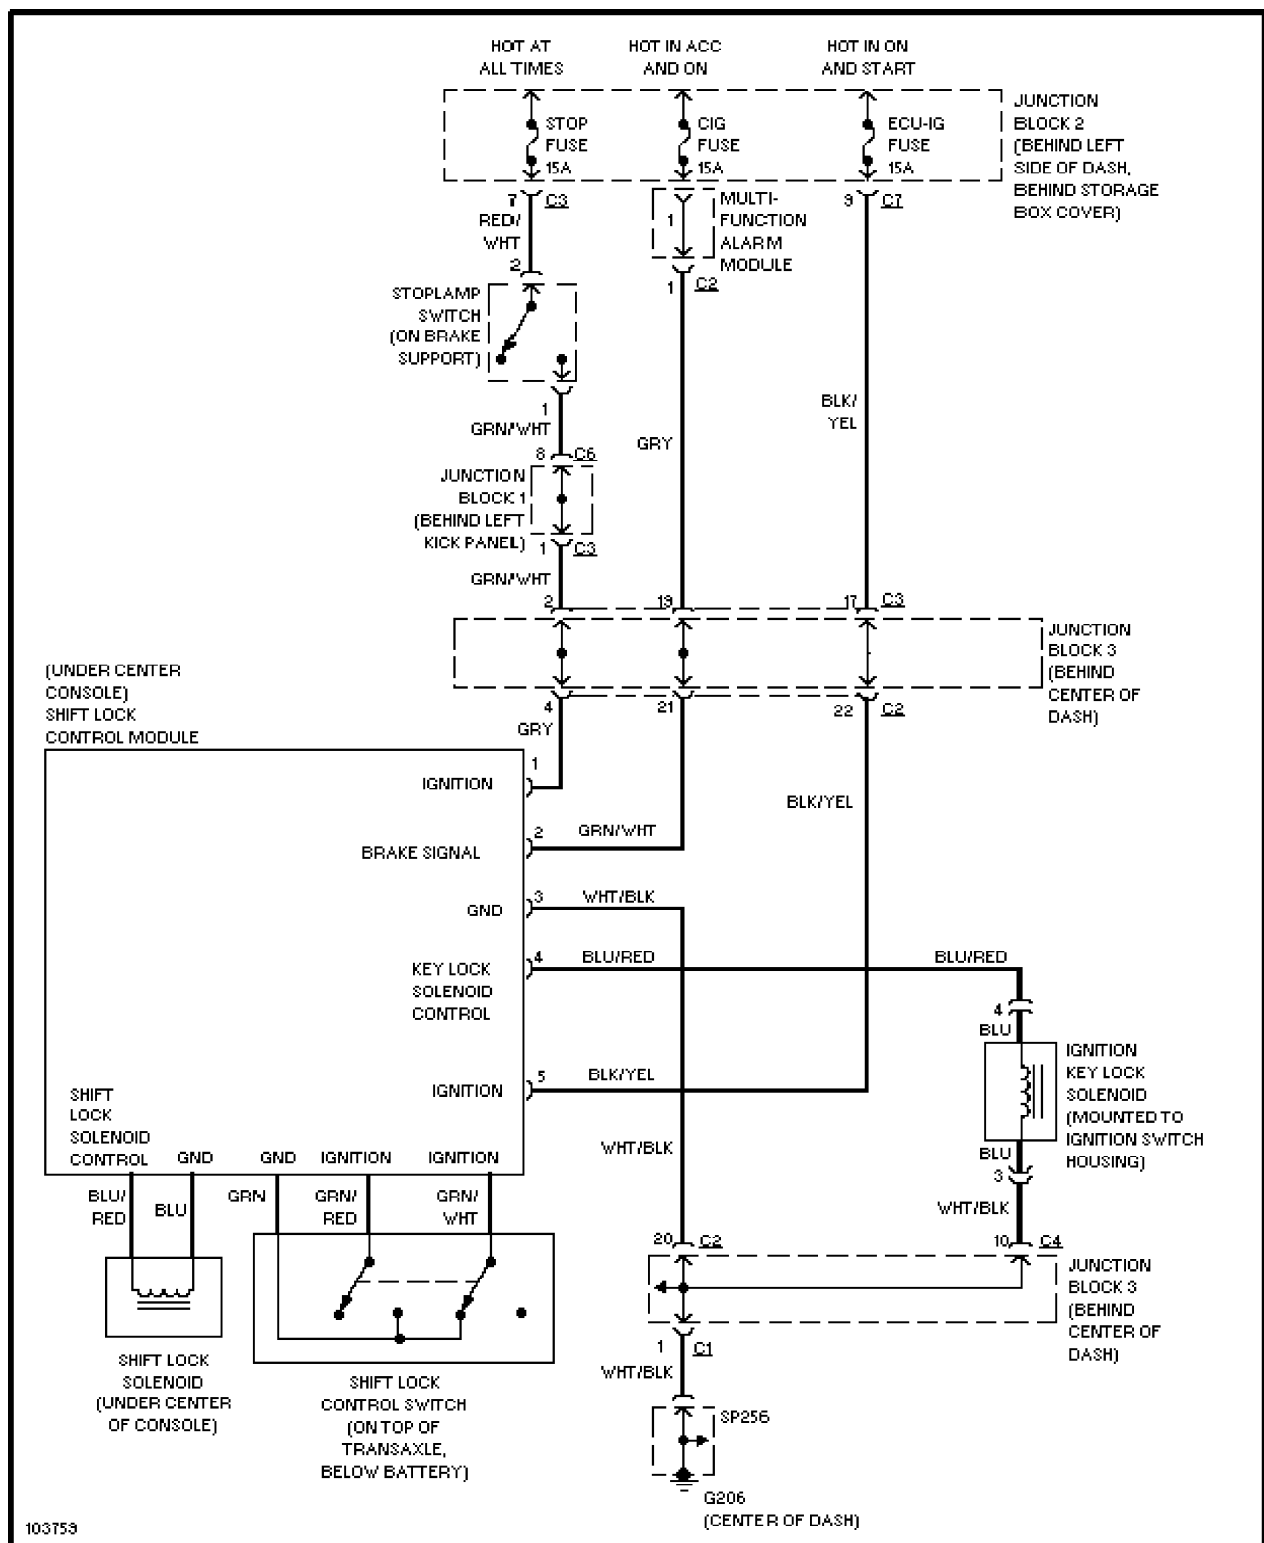 HOT AT
ALL TIMES
HOT IN ACC
AND ON
HOT IN ON
AND START
STOP
FUSE
15A
CIG
FUSE
15A
ECU-IG
FUSE
15A
JUNCTION
BLOCK 2
(BEHIND LEFT
SIDE OF DASH,
BEHIND STORAGE
BOX COVER)
7 C3
RED/
WHT
2
1
MULTI-
FUNCTION
ALARM
MODULE
1 C2
9 C7
STOPLAMP
SWITCH
(ON BRAKE
SUPPORT)
1
GRN/WHT
8 C6
GRY
BLK/
YEL
JUNCTION
BLOCK 1
(BEHIND LEFT
KICK PANEL)
1 C3
GRN/WHT
2
19
17 C3
JUNCTION
BLOCK 3
(BEHIND
CENTER OF
DASH)
4
21
22 C2
GRY
(UNDER CENTER
CONSOLE)
SHIFT LOCK
CONTROL MODULE
IGNITION
1
BLK/YEL
BRAKE SIGNAL
2
GRN/WHT
GND
3
WHT/BLK
KEY LOCK
SOLENOID
CONTROL
4
BLU/RED
BLU/RED
4
BLU
IGNITION
KEY LOCK
SOLENOID
(MOUNTED TO
IGNITION SWITCH
HOUSING)
BLU
3
WHT/BLK
IGNITION
5
BLK/YEL
WHT/BLK
SHIFT
LOCK
SOLENOID
CONTROL
GND
GND
IGNITION
IGNITION
BLU/
RED
BLU
GRN
GRN/
RED
GRN/
WHT
20 C2
10 C4
JUNCTION
BLOCK 3
(BEHIND
CENTER OF
DASH)
1 C1
WHT/BLK
SHIFT LOCK
SOLENOID
(UNDER CENTER
OF CONSOLE)
SHIFT LOCK
CONTROL SWITCH
(ON TOP OF
TRANSAXLE,
BELOW BATTERY)
SP256
G206
(CENTER OF DASH)
103759